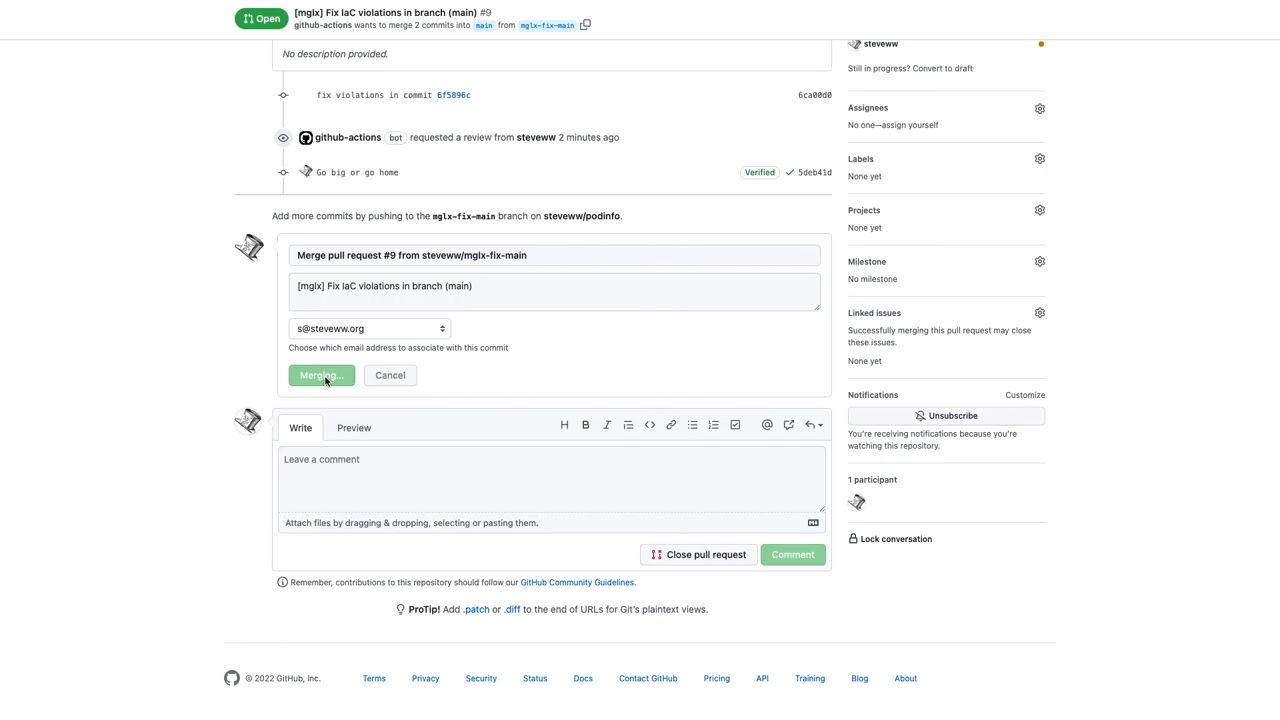 Open
[mglx] Fix IaC violations in branch (main) #9
github-actions wants to merge 2 commits into main from mglx-fix-main
No description provided.
fix violations in commit 6f5896c 6ca00d0
github-actions bot requested a review from steveww 2 minutes ago
Go big or go home Verified 5deb41d
Add more commits by pushing to the mglx-fix-main branch on steveww/podinfo.
Merge pull request #9 from steveww/mglx-fix-main
[mglx] Fix IaC violations in branch (main)
s@steveww.org
Choose which email address to associate with this commit
Merging... Cancel
Write Preview
Leave a comment
Attach files by dragging & dropping, selecting or pasting them.
Close pull request Comment
Remember, contributions to this repository should follow our GitHub Community Guidelines.
ProTip! Add .patch or .diff to the end of URLs for Git's plaintext views.
steveww
Still in progress? Convert to draft
Assignees
No one—assign yourself
Labels
None yet
Projects
None yet
Milestone
No milestone
Linked issues
Successfully merging this pull request may close
these issues.
None yet
Notifications Customize
Unsubscribe
You're receiving notifications because you're
watching this repository.
1 participant
Lock conversation
© 2022 GitHub, Inc. Terms Privacy Security Status Docs Contact GitHub Pricing API Training Blog About